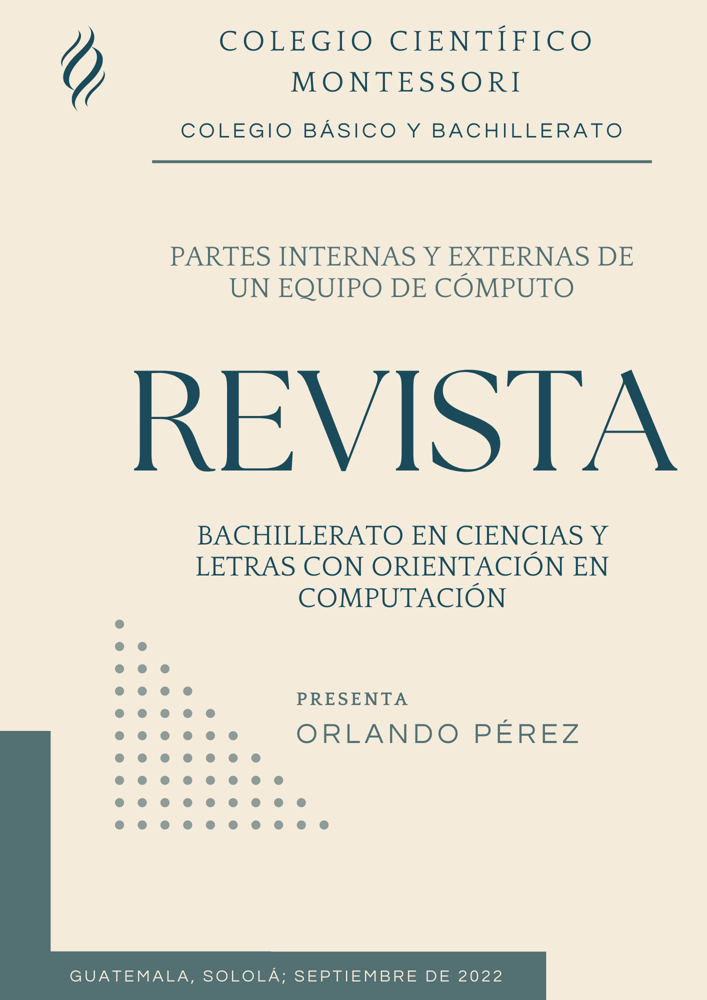 COLEGIO CIENTÍFICO
MONTESSORI
COLEGIO BÁSICO Y BACHILLERATO
PARTES INTERNAS Y EXTERNAS DE
UN EQUIPO DE CÓMPUTO
REVISTA
BACHILLERATO EN CIENCIAS Y
LETRAS CON ORIENTACIÓN EN
COMPUTACIÓN
PRESENTA
ORLANDO PÉREZ
GUATEMALA, SOLOLÁ; SEPTIEMBRE DE 2022